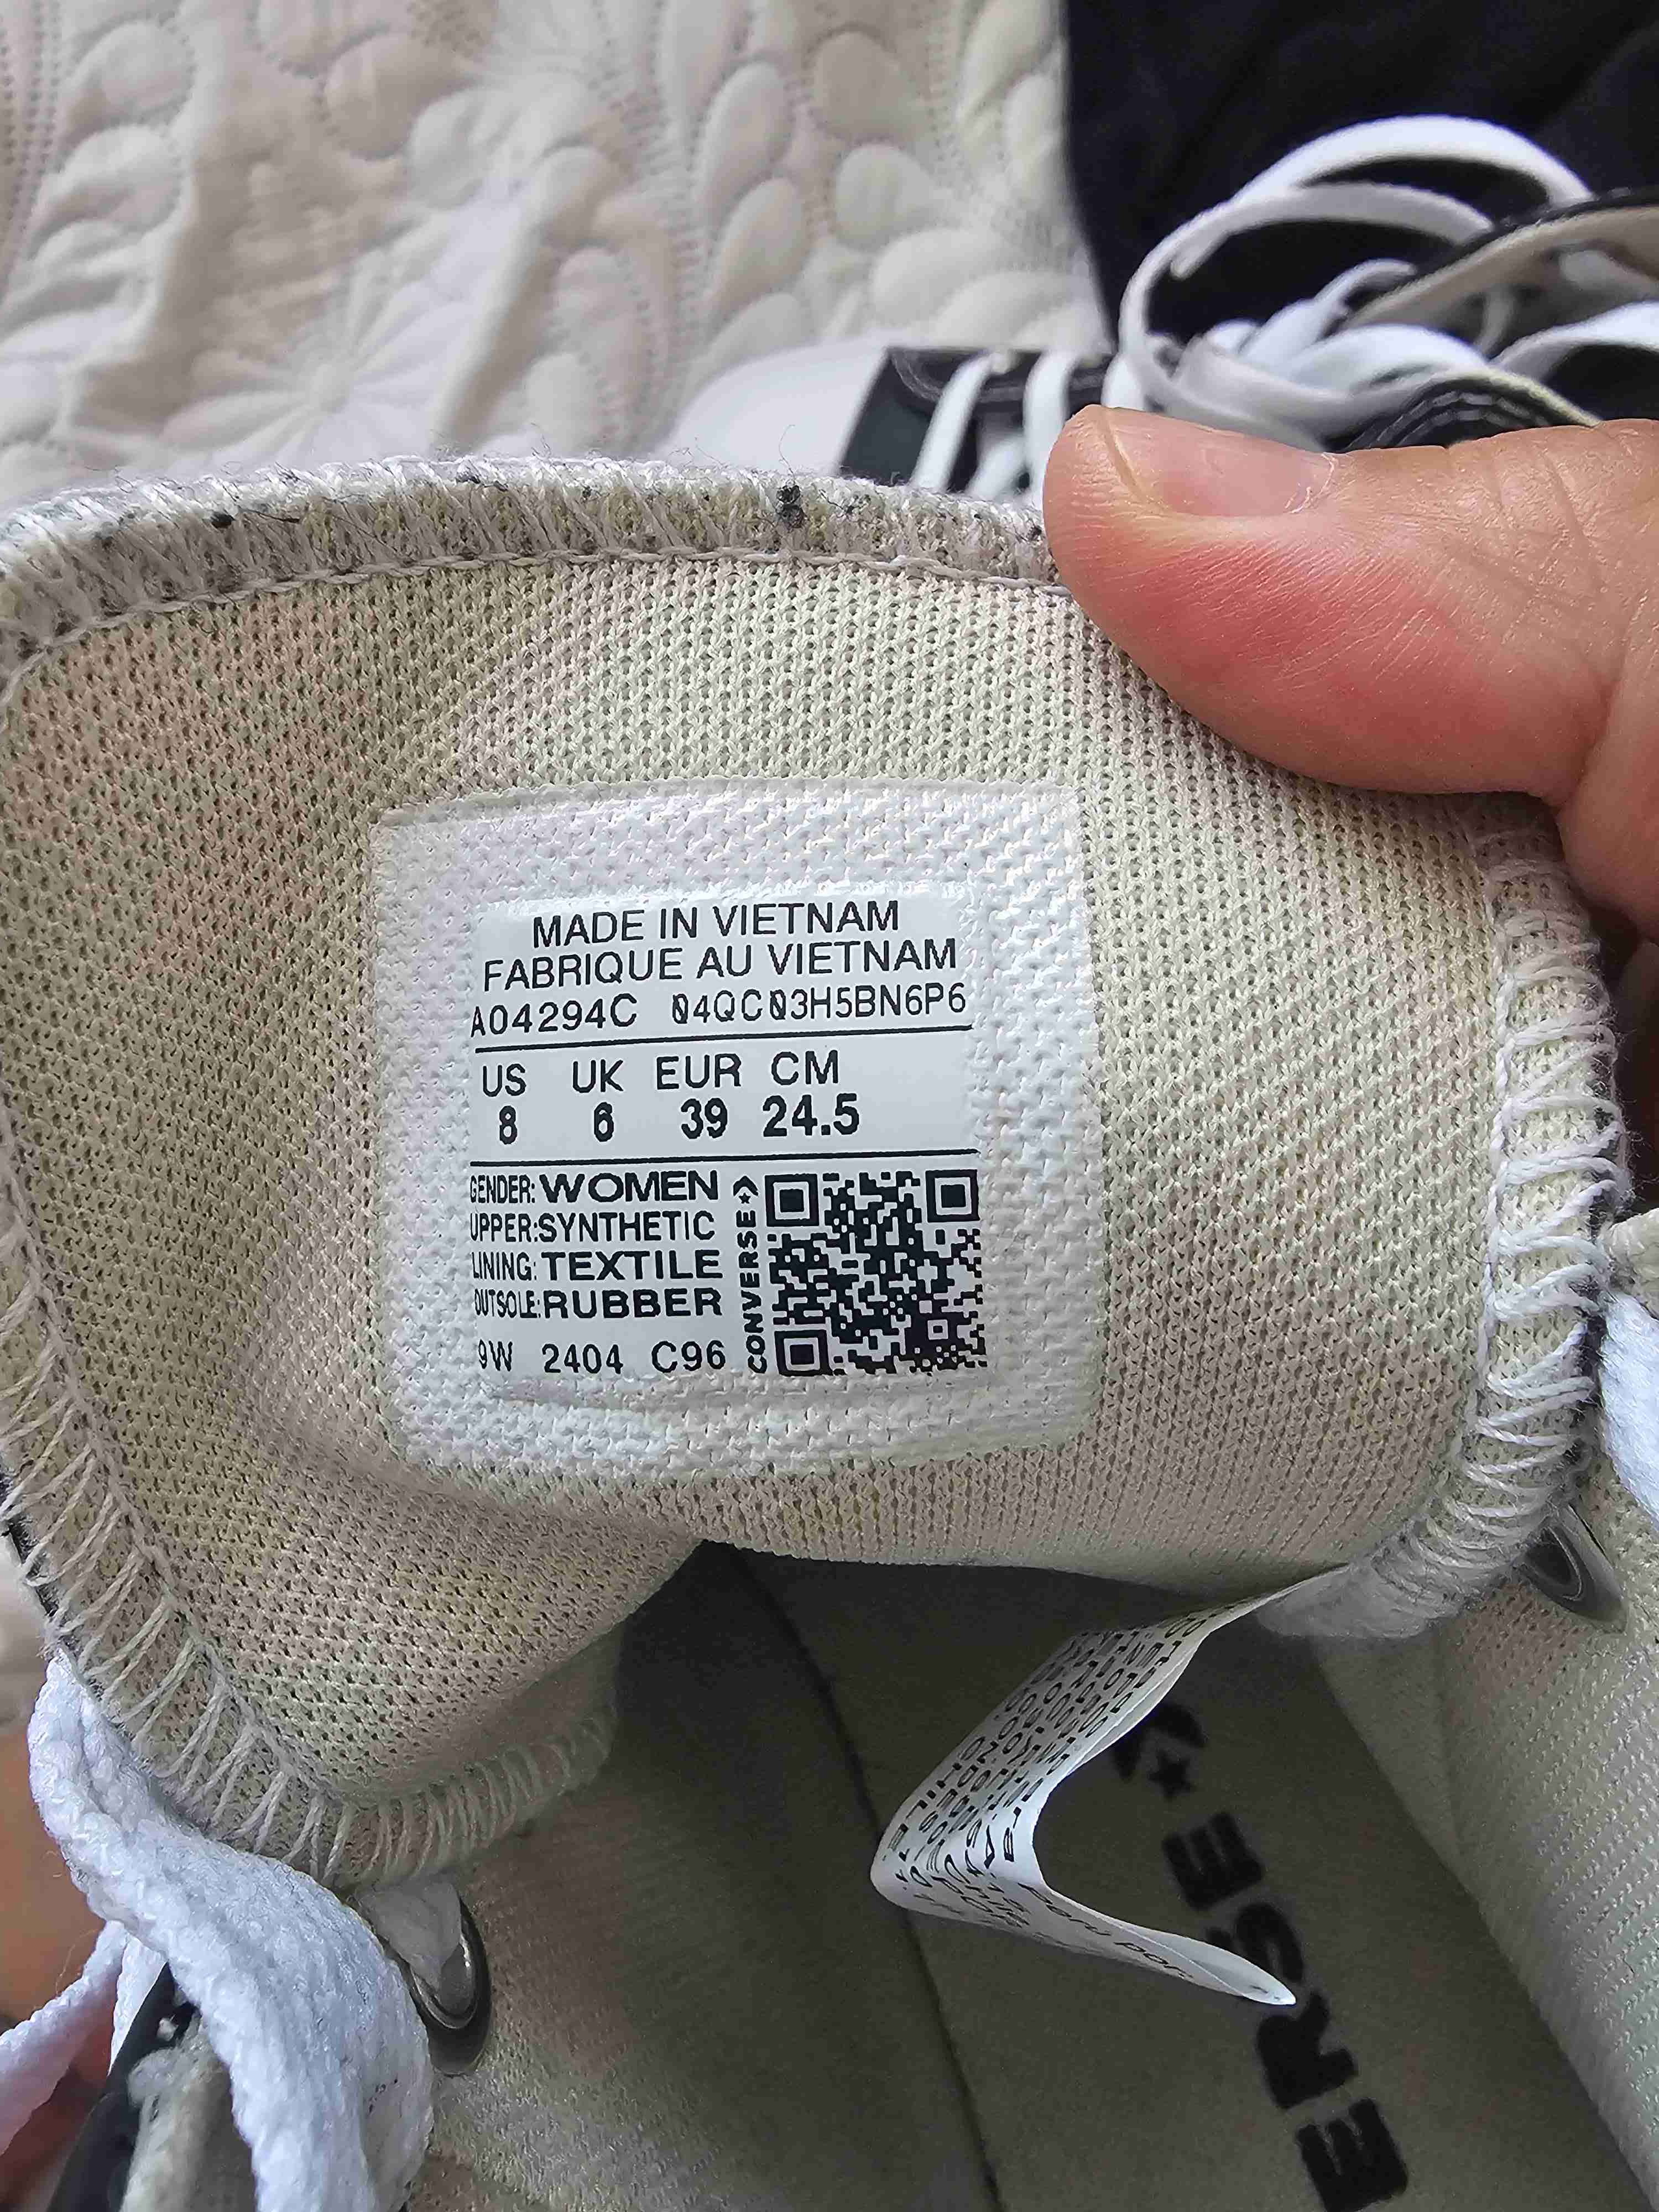 MADE IN VIETNAM
FABRIQUE AU VIETNAM
A04294C 04QC03H5BN6P6
US UK EUR CM
8 6 39 24.5
GENDER: WOMEN
UPPER: SYNTHETIC
LINING: TEXTILE
OUTSOLE: RUBBER
9W 2404 C96
CONVERSE
ERSE